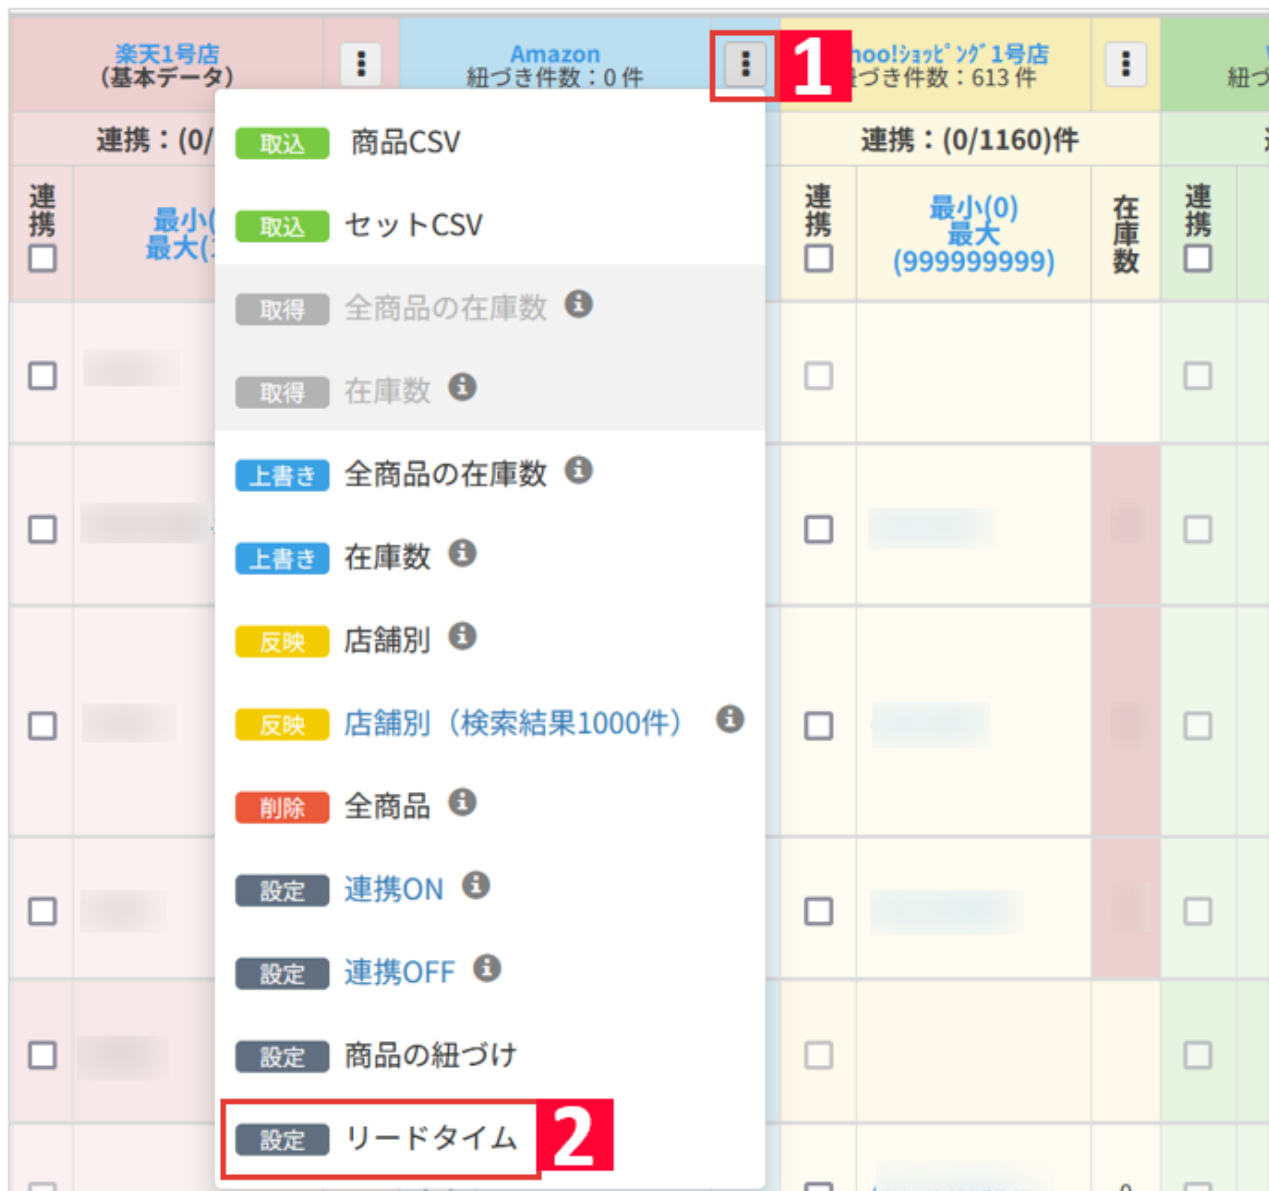 楽天1号店
（基本データ）
Amazon
紐づき件数：0 件
1
hoo!ｼｮｯﾋﾟﾝｸﾞ1号店
づき件数：613 件
紐づ
連携：(0/
連携：(0/1160)件
連携
最小(
最大(
連携
最小(0)
最大
(999999999)
在庫数
連携
取込 商品CSV
取込 セットCSV
取得 全商品の在庫数
取得 在庫数
上書き 全商品の在庫数
上書き 在庫数
反映 店舗別
反映 店舗別（検索結果1000件）
削除 全商品
設定 連携ON
設定 連携OFF
設定 商品の紐づけ
設定 リードタイム 2